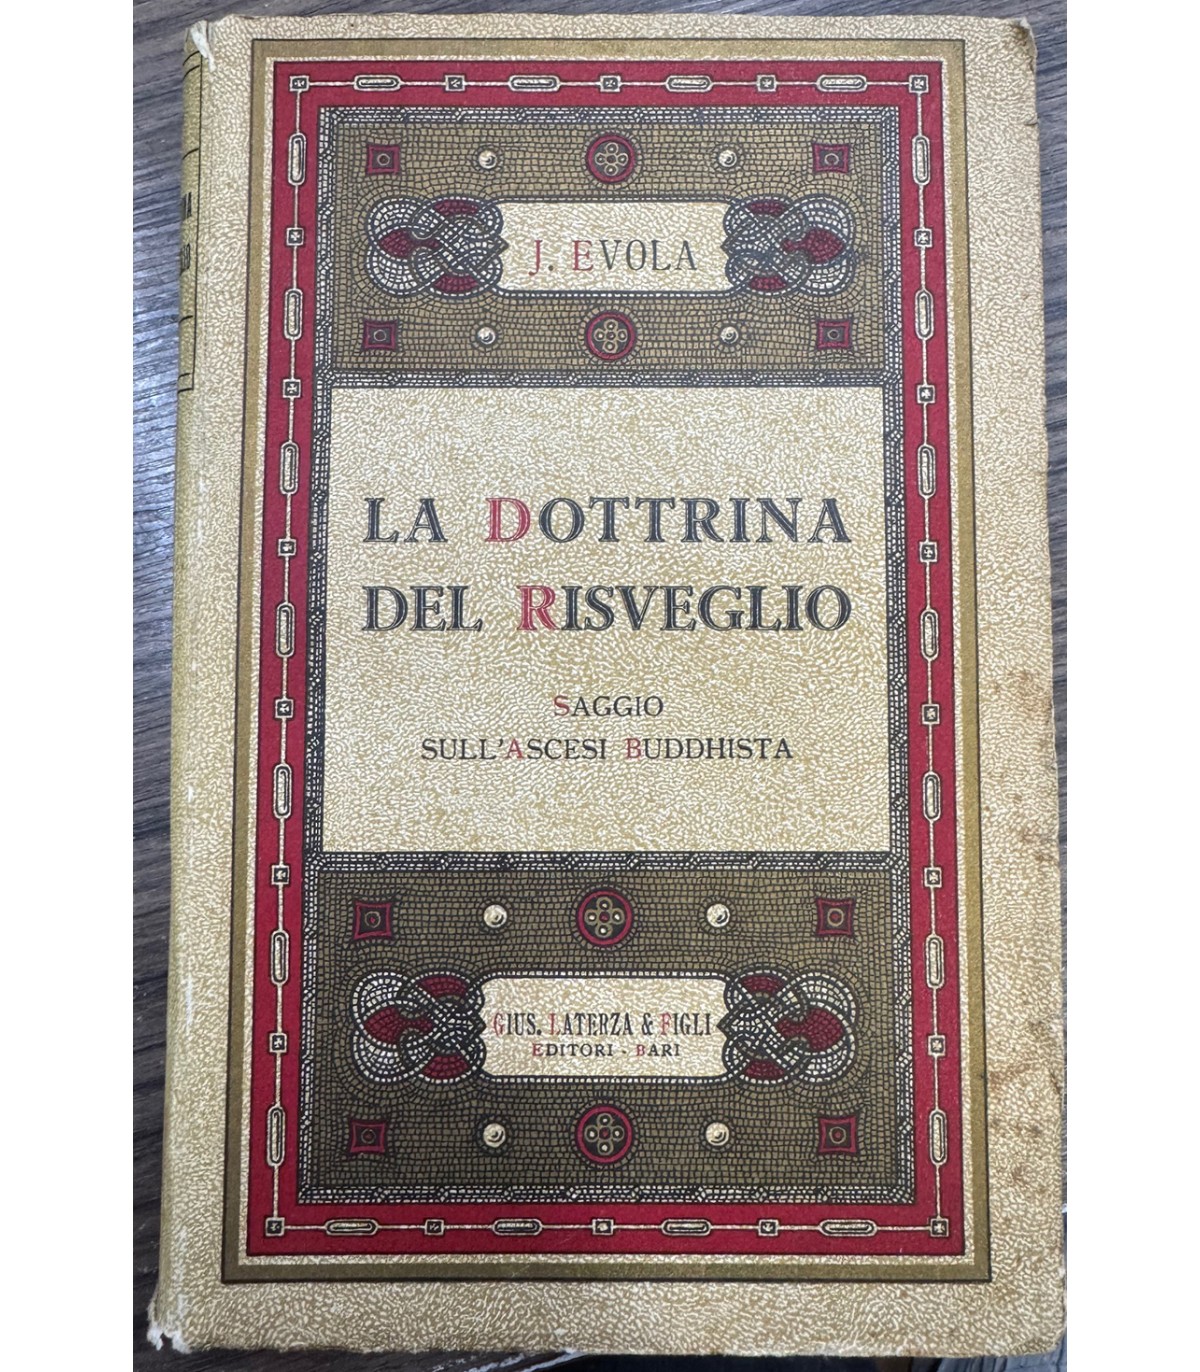 J. EVOLA
LA DOTTRINA
DEL RISVEGLIO
SAGGIO
SULL'ASCESI BUDDHISTA
GIUS. LATERZA & FIGLI
EDITORI - BARI